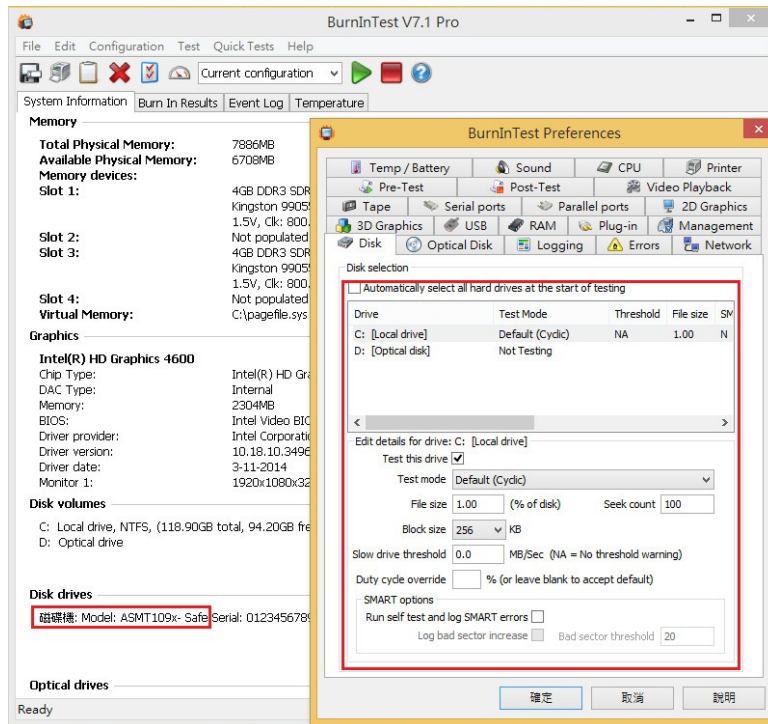 BurnInTest V7.1 Pro
File Edit Configuration Test Quick Tests Help
Current configuration
System Information Burn In Results Event Log Temperature
Memory
Total Physical Memory: 7886MB
Available Physical Memory: 6708MB
Memory devices:
Slot 1: 4GB DDR3 SDR
Kingston 9905
1.5V, Clk: 800.
Slot 2: Not populated
Slot 3: 4GB DDR3 SDR
Kingston 9905
1.5V, Clk: 800.
Slot 4: Not populated
Virtual Memory: C:\pagefile.sys
Graphics
Intel(R) HD Graphics 4600
Chip Type: Intel(R) HD Gra
DAC Type: Internal
Memory: 2304MB
BIOS: Intel Video BIO
Driver provider: Intel Corporati
Driver version: 10.18.10.3496
Driver date: 3-11-2014
Monitor 1: 1920x1080x32
Disk volumes
C: Local drive, NTFS, (118.90GB total, 94.20GB fre
D: Optical drive
Disk drives
磁碟機: Model: ASMT109x- Safe Serial: 0123456789
Optical drives
Ready
BurnInTest Preferences
Temp / Battery Sound CPU Printer
Pre-Test Post-Test Video Playback
Tape Serial ports Parallel ports 2D Graphics
3D Graphics USB RAM Plug-in Management
Disk Optical Disk Logging Errors Network
Disk selection
Automatically select all hard drives at the start of testing
Drive Test Mode Threshold File size SM
C: [Local drive] Default (Cyclic) NA 1.00 N
D: [Optical disk] Not Testing
Edit details for drive: C: [Local drive]
Test this drive
Test mode Default (Cyclic)
File size 1.00 (% of disk) Seek count 100
Block size 256 KB
Slow drive threshold 0.0 MB/Sec (NA = No threshold warning)
Duty cycle override % (or leave blank to accept default)
SMART options
Run self test and log SMART errors
Log bad sector increase Bad sector threshold 20
確定 取消 說明